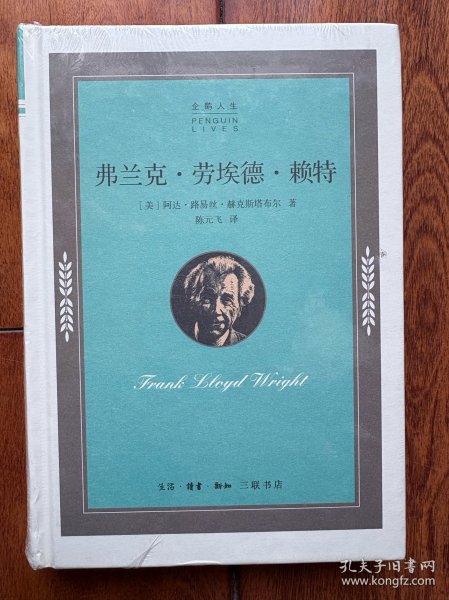 企鹅人生
PENGUIN
LIVES
弗兰克·劳埃德·赖特
[美]阿达·路易丝·赫克斯塔布尔 著
陈元飞 译
Frank Lloyd Wright
生活·读书·新知 三联书店
孔夫子旧书网
www.kongfz.com